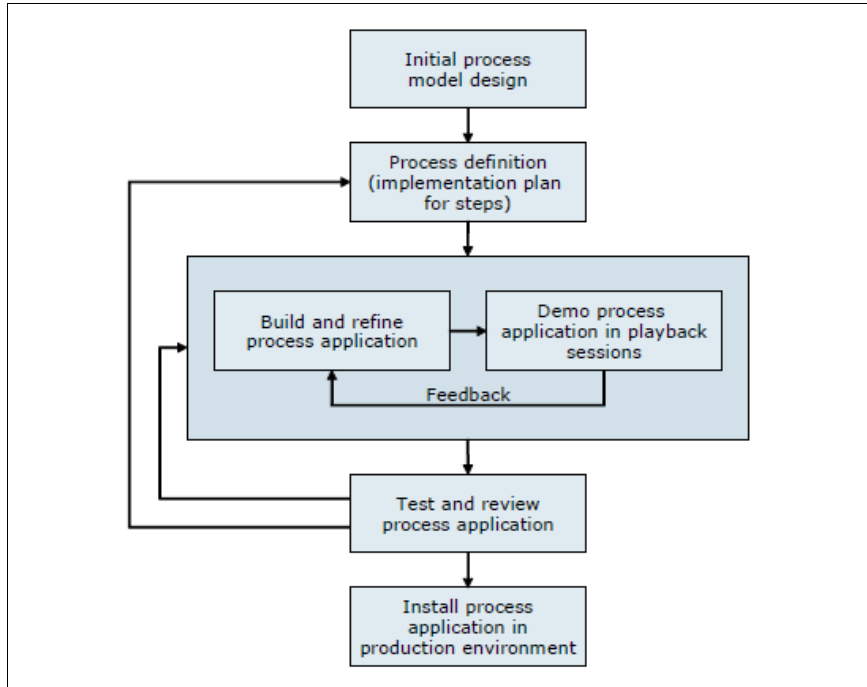 Initial process
model design
Process definition
(implementation plan
for steps)
Build and refine
process application
Demo process
application in playback
sessions
Feedback
Test and review
process application
Install process
application in
production environment